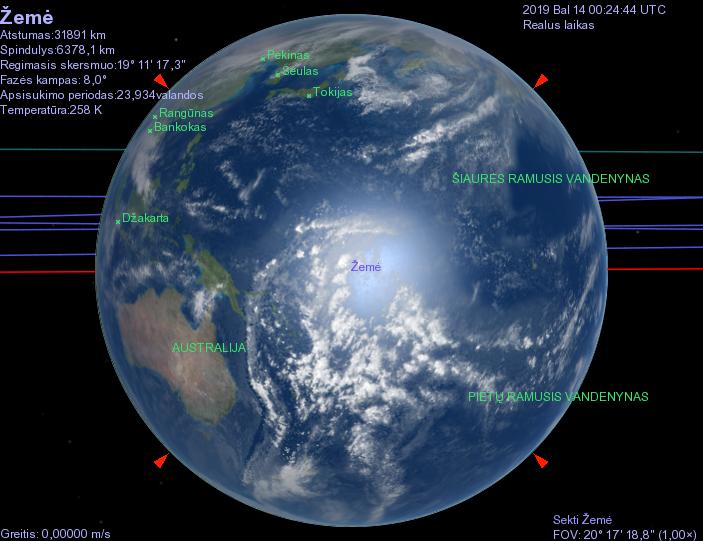 Žemė
Atstumas:31891 km
Spindulys:6378,1 km
Regimasis skersmuo:19° 11' 17,3"
Fazės kampas: 8,0°
Apsisukimo periodas:23,934valandos
Temperatūra:258 K
2019 Bal 14 00:24:44 UTC
Realus laikas
Pekinas
Seulas
Tokijas
Rangūnas
Bankokas
ŠIAURĖS RAMUSIS VANDENYNAS
Džakarta
Žemė
AUSTRALIJA
PIETŲ RAMUSIS VANDENYNAS
Greitis: 0,00000 m/s
Sekti Žemė
FOV: 20° 17' 18,8" (1,00×)